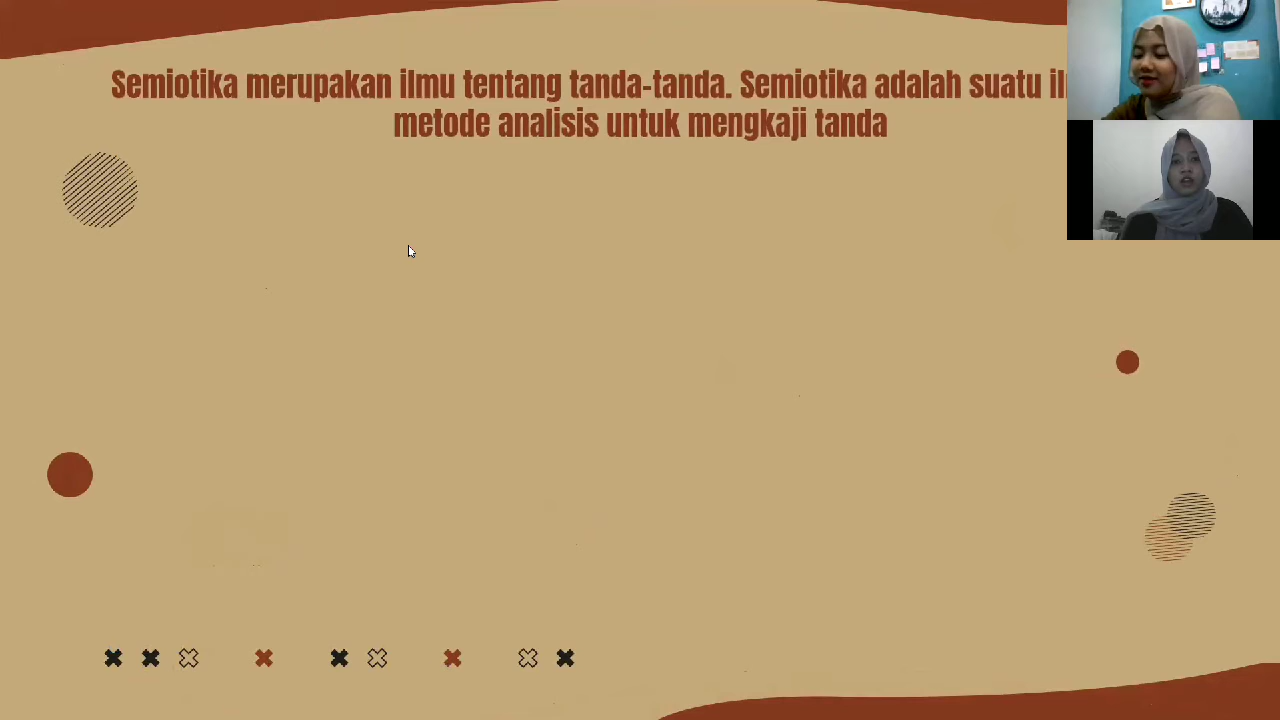 Semiotika merupakan ilmu tentang tanda-tanda. Semiotika adalah suatu
metode analisis untuk mengkaji tanda